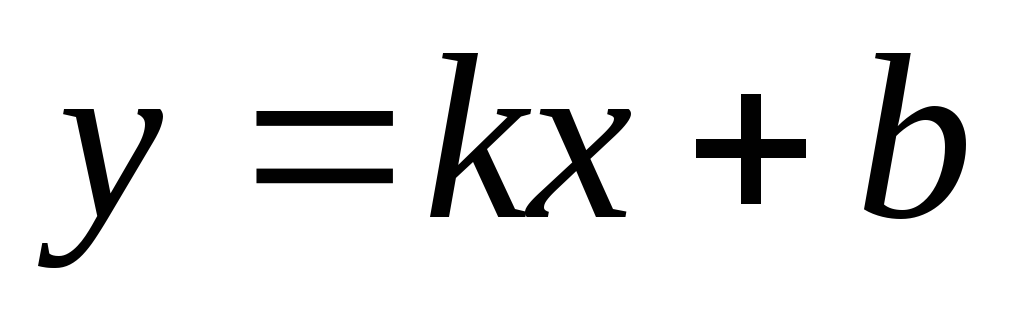 y = kx + b